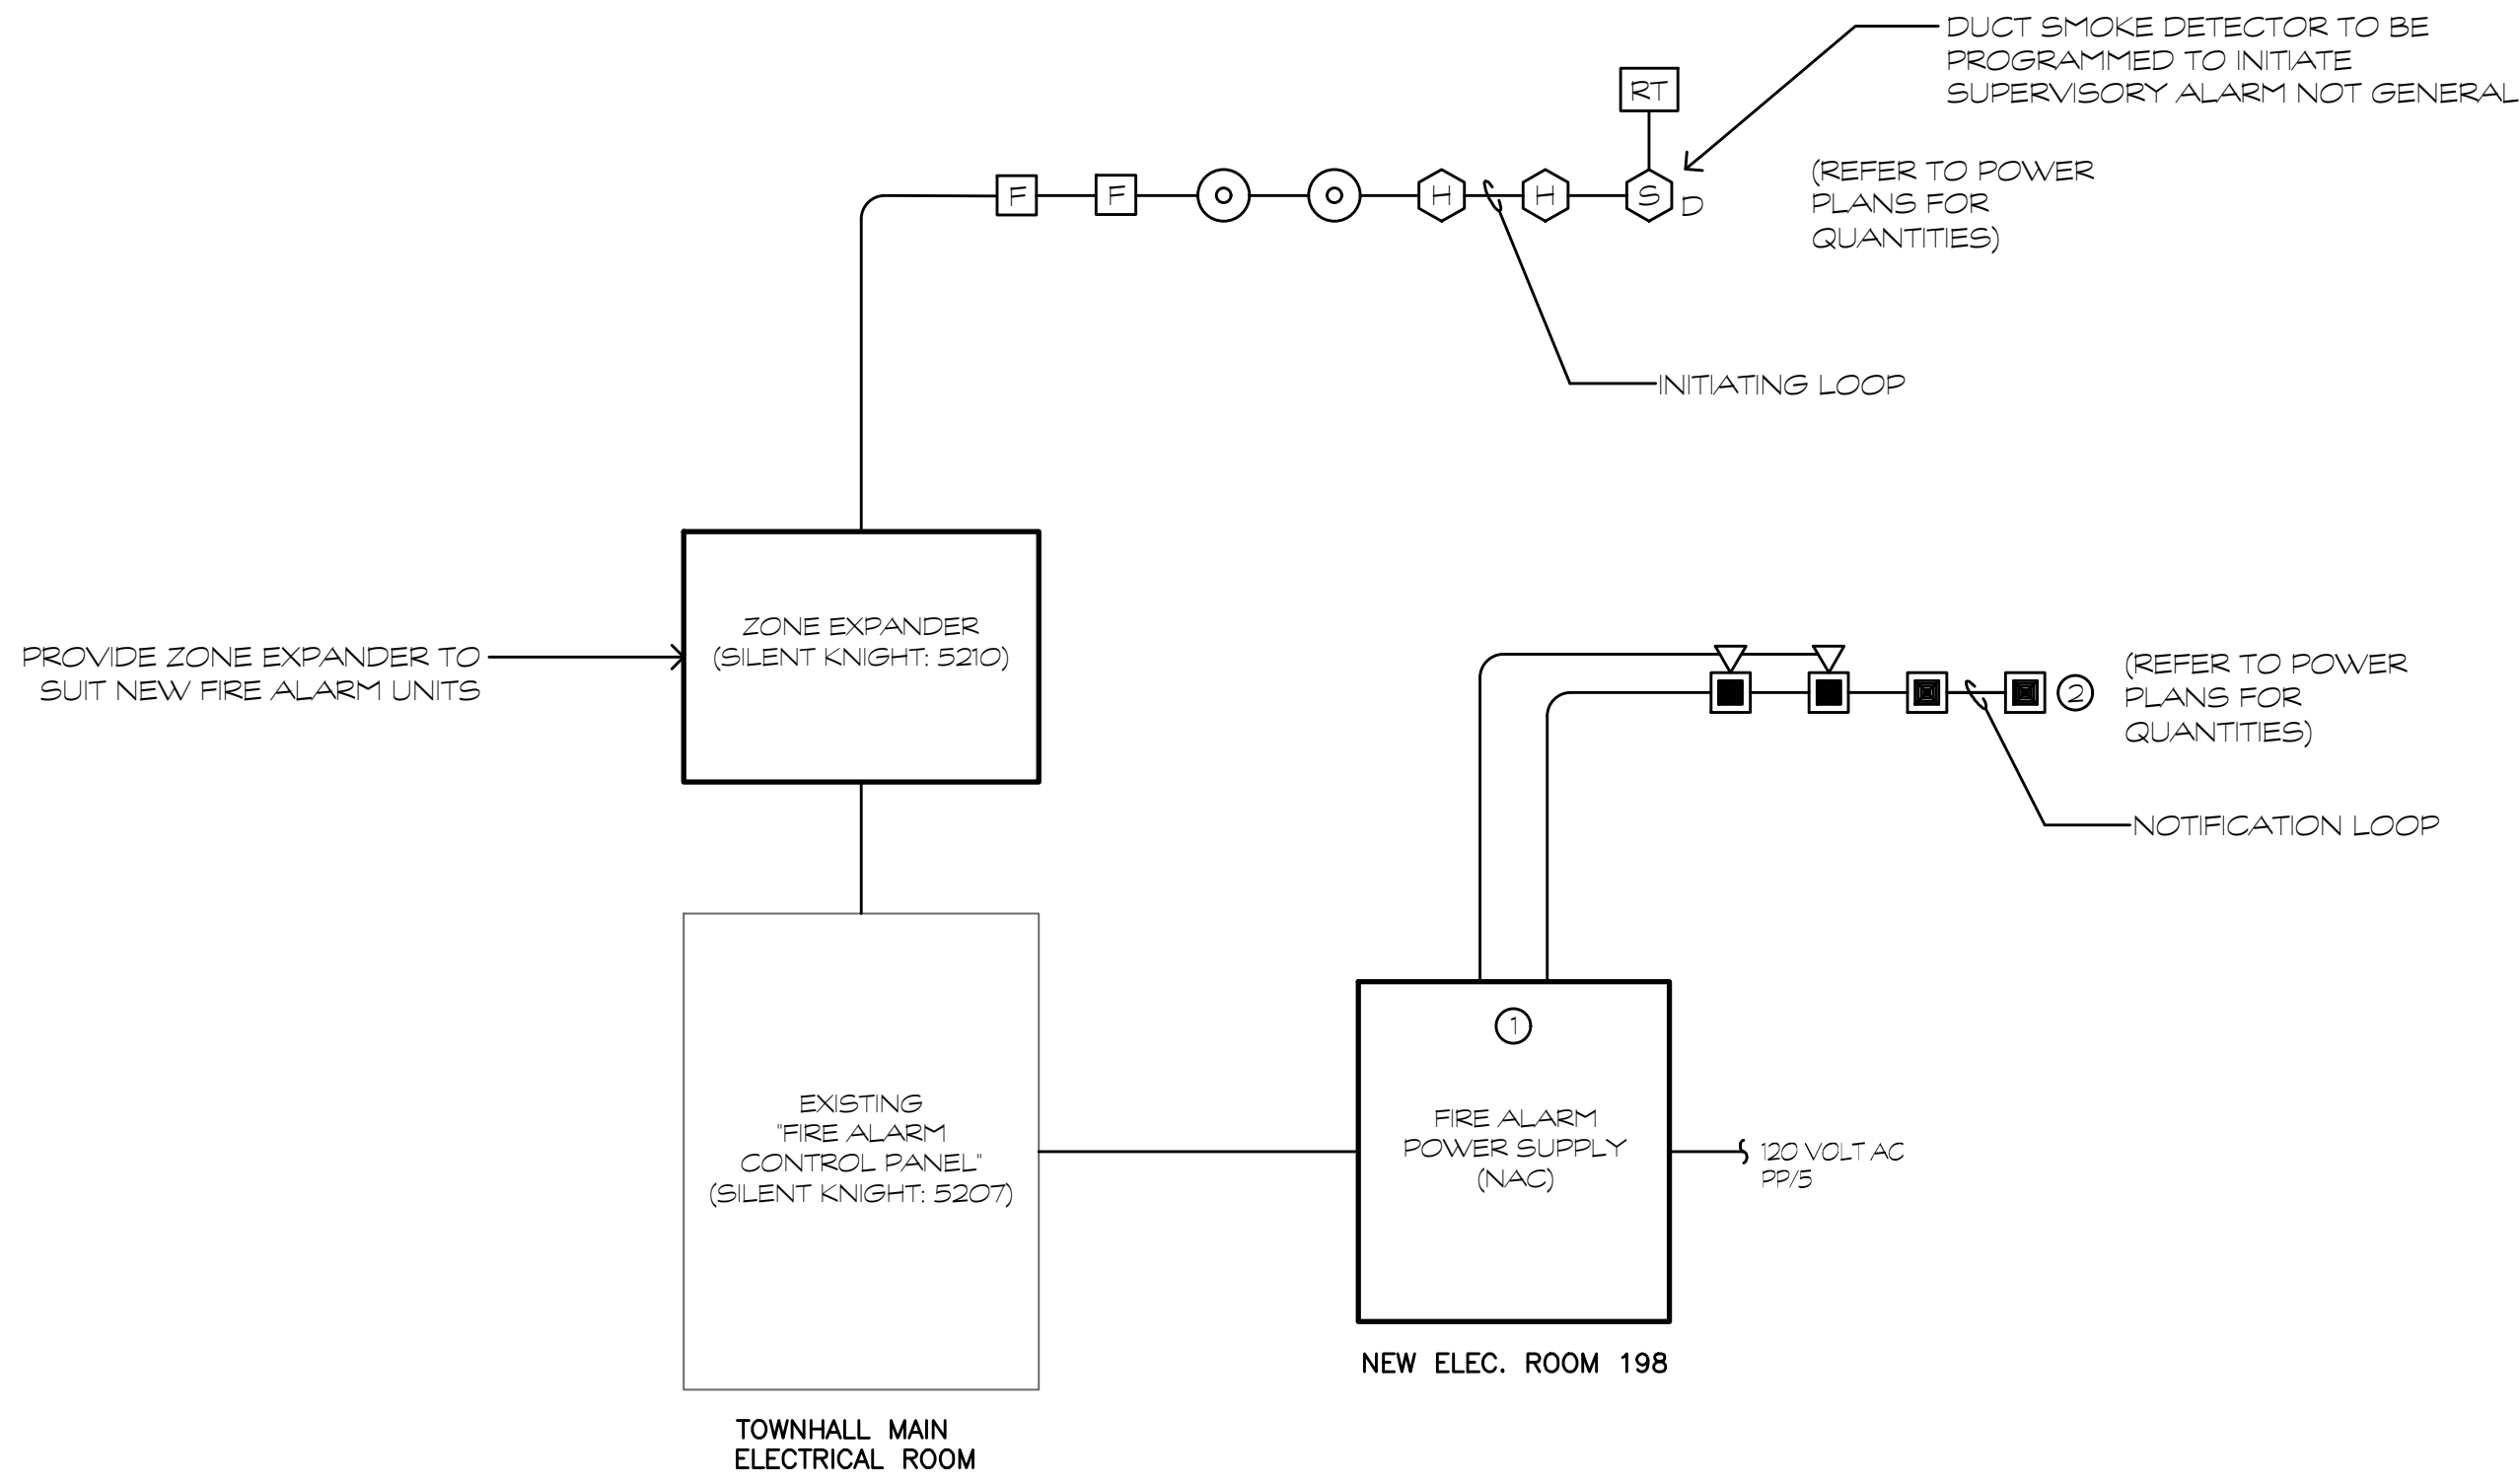 DUCT SMOKE DETECTOR TO BE
PROGRAMMED TO INITIATE
SUPERVISORY ALARM NOT GENERAL
RT
F
F
H
H
S
D
(REFER TO POWER
PLANS FOR
QUANTITIES)
INITIATING LOOP
ZONE EXPANDER
(SILENT KNIGHT: 5210)
PROVIDE ZONE EXPANDER TO
SUIT NEW FIRE ALARM UNITS
2
(REFER TO POWER
PLANS FOR
QUANTITIES)
NOTIFICATION LOOP
1
EXISTING
"FIRE ALARM
CONTROL PANEL"
(SILENT KNIGHT: 5207)
FIRE ALARM
POWER SUPPLY
(NAC)
120 VOLT AC
PP/5
NEW ELEC. ROOM 198
TOWNHALL MAIN
ELECTRICAL ROOM